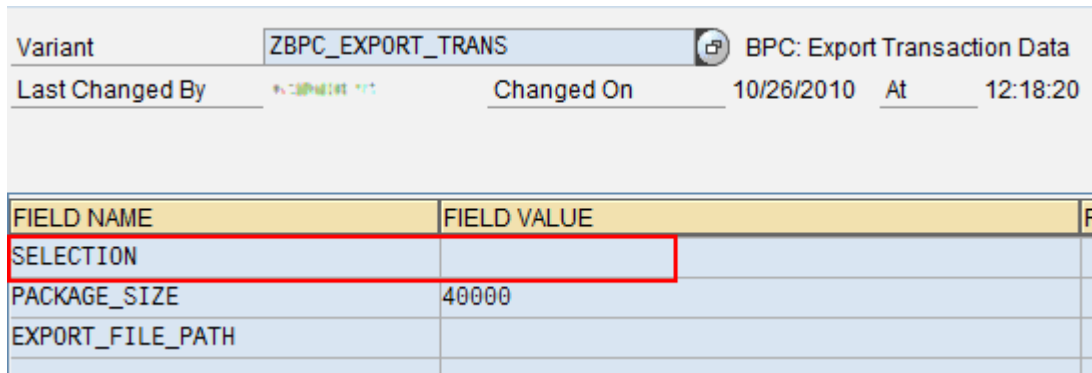 Variant ZBPC_EXPORT_TRANS BPC: Export Transaction Data
Last Changed By Changed On 10/26/2010 At 12:18:20
FIELD NAME FIELD VALUE
SELECTION
PACKAGE_SIZE 40000
EXPORT_FILE_PATH